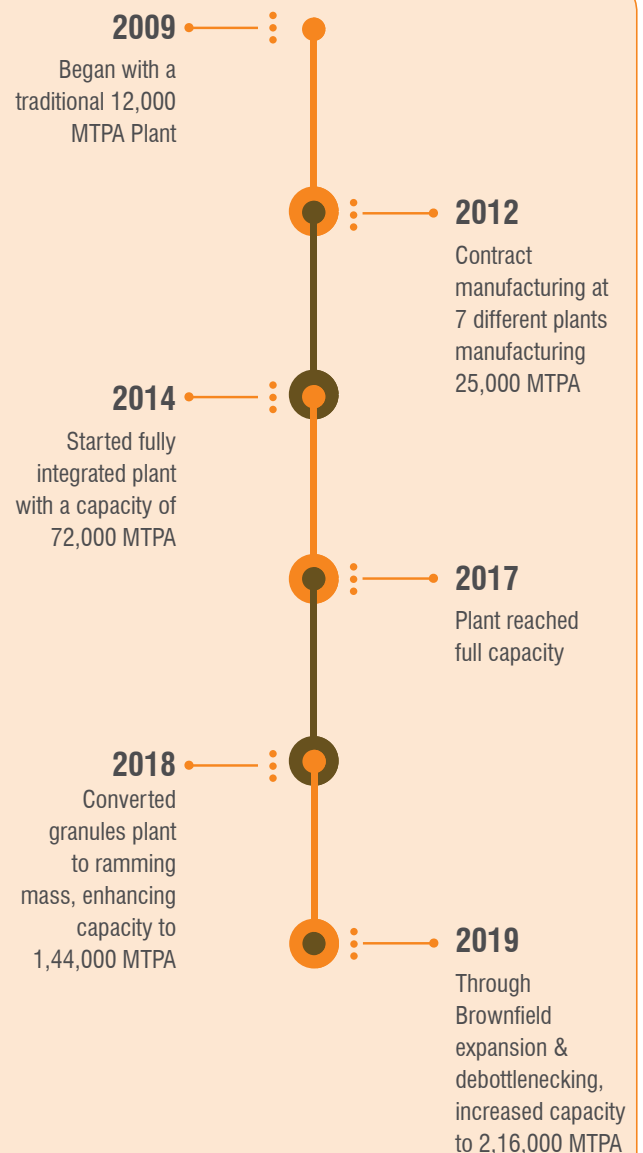 2009
Began with a
traditional 12,000
MTPA Plant
2012
Contract
manufacturing at
7 different plants
manufacturing
25,000 MTPA
2014
Started fully
integrated plant
with a capacity of
72,000 MTPA
2017
Plant reached
full capacity
2018
Converted
granules plant
to ramming
mass, enhancing
capacity to
1,44,000 MTPA
2019
Through
Brownfield
expansion &
debottlenecking,
increased capacity
to 2,16,000 MTPA